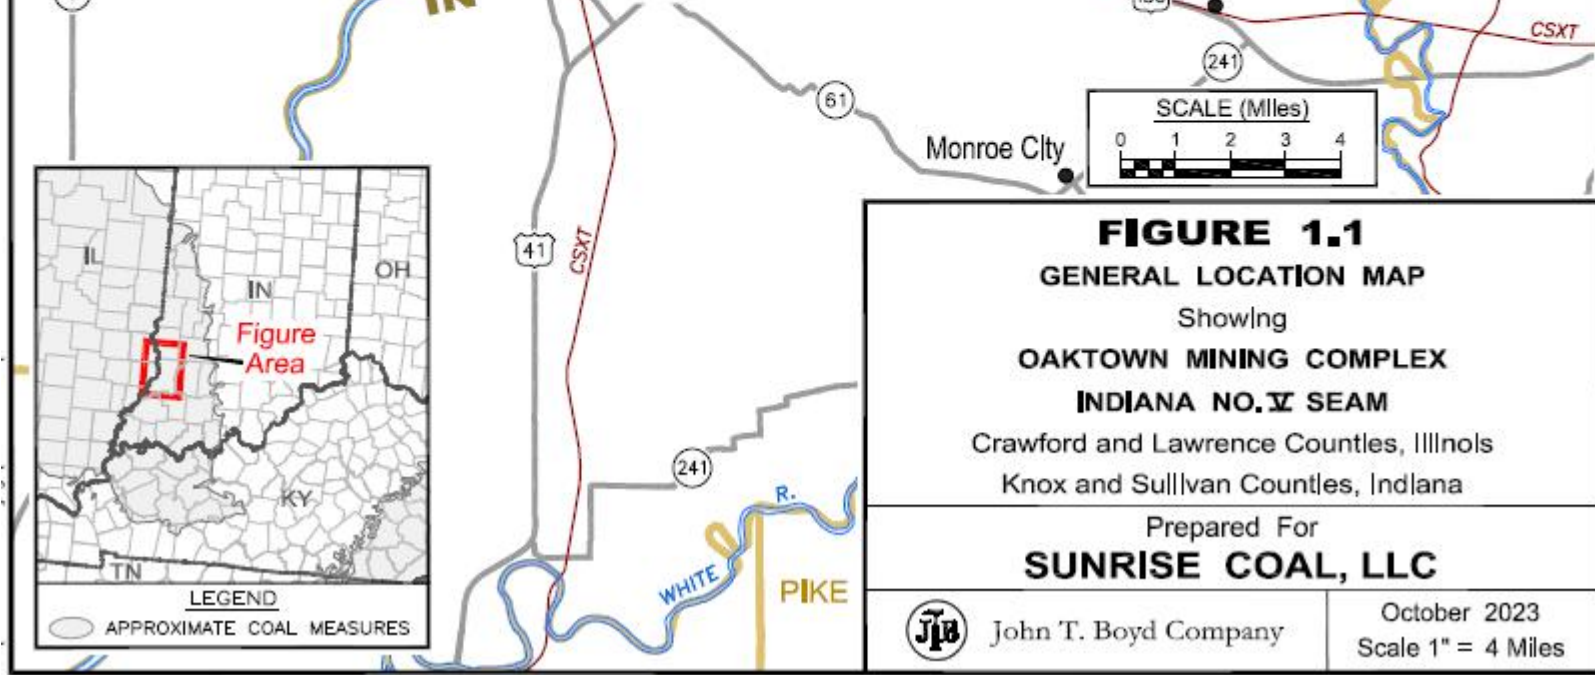 IN
CSXT
241
61
SCALE (Miles)
0 1 2 3 4
Monroe City
41
CSXT
IL
IN
OH
Figure
Area
KY
TN
LEGEND
APPROXIMATE COAL MEASURES
241
R.
WHITE
PIKE
FIGURE 1.1
GENERAL LOCATION MAP
Showing
OAKTOWN MINING COMPLEX
INDIANA NO. V SEAM
Crawford and Lawrence Counties, Illinois
Knox and Sullivan Counties, Indiana
Prepared For
SUNRISE COAL, LLC
JTB John T. Boyd Company
October 2023
Scale 1" = 4 Miles